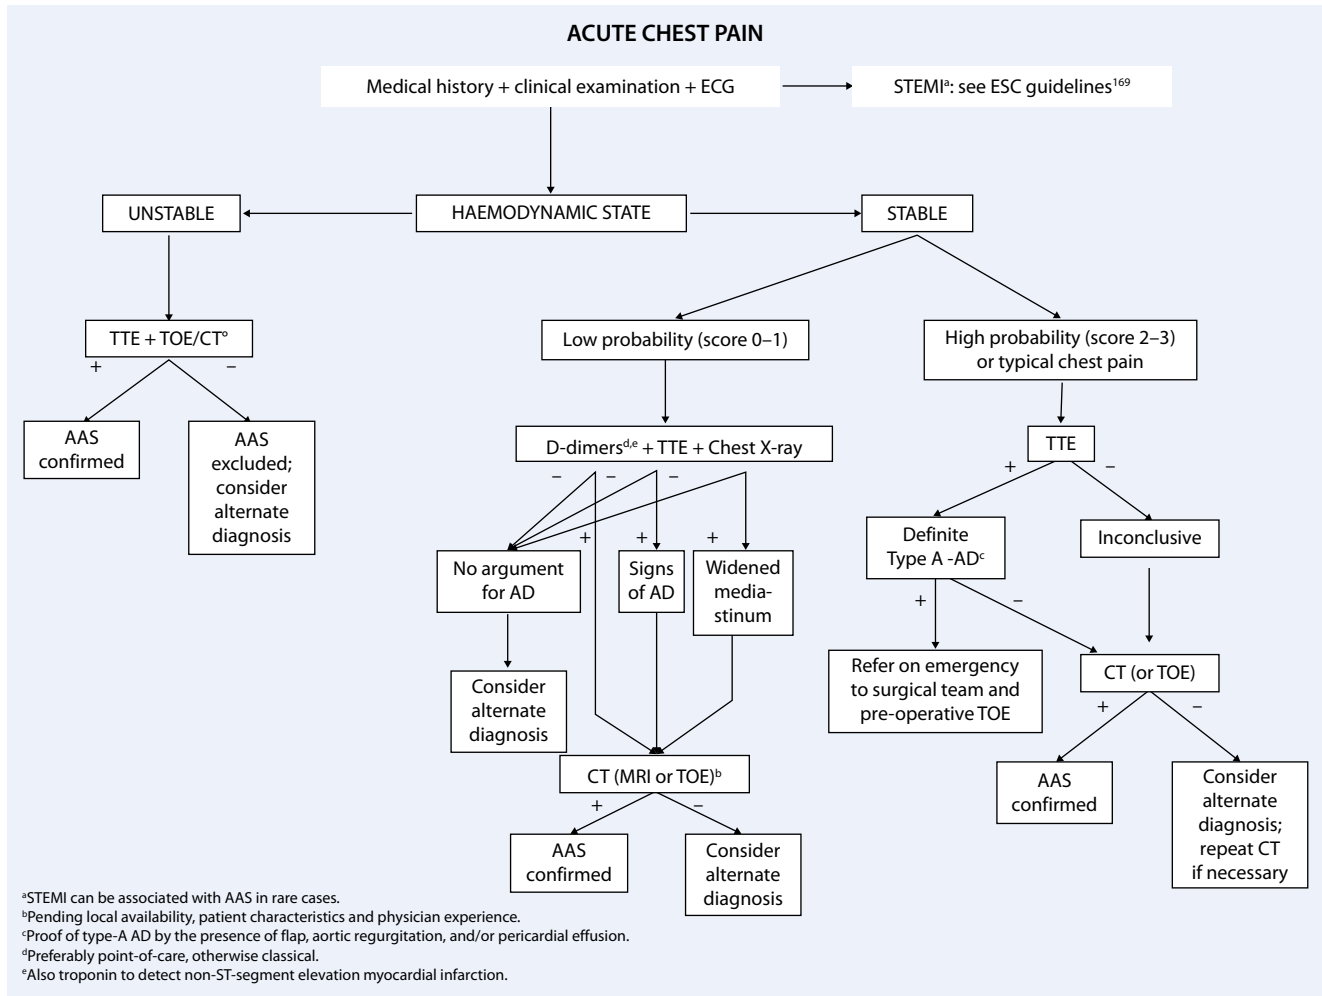 ACUTE CHEST PAIN
Medical history + clinical examination + ECG
STEMIᵃ: see ESC guidelines¹⁶⁹
UNSTABLE
HAEMODYNAMIC STATE
STABLE
TTE + TOE/CT°
+
–
AAS
confirmed
AAS
excluded;
consider
alternate
diagnosis
Low probability (score 0–1)
D-dimersᵈ,ᵉ + TTE + Chest X-ray
–
–
–
+
+
+
No argument
for AD
Signs
of AD
Widened
media-
stinum
Consider
alternate
diagnosis
CT (MRI or TOE)ᵇ
+
–
AAS
confirmed
Consider
alternate
diagnosis
High probability (score 2–3)
or typical chest pain
TTE
+
–
Definite
Type A -ADᶜ
Inconclusive
+
–
Refer on emergency
to surgical team and
pre-operative TOE
CT (or TOE)
+
–
AAS
confirmed
Consider
alternate
diagnosis;
repeat CT
if necessary
ᵃSTEMI can be associated with AAS in rare cases.
ᵇPending local availability, patient characteristics and physician experience.
ᶜProof of type-A AD by the presence of flap, aortic regurgitation, and/or pericardial effusion.
ᵈPreferably point-of-care, otherwise classical.
ᵉAlso troponin to detect non-ST-segment elevation myocardial infarction.